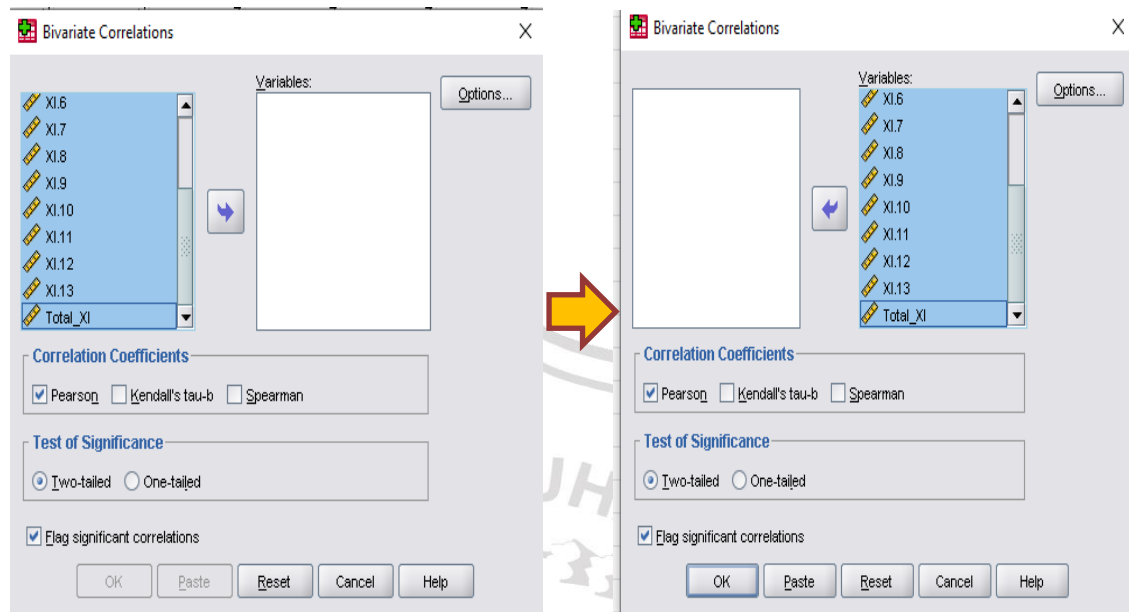 Bivariate Correlations
X
Variables:
Options...
XI.6
XI.7
XI.8
XI.9
XI.10
XI.11
XI.12
XI.13
Total_XI
Correlation Coefficients
Pearson Kendall's tau-b Spearman
Test of Significance
Two-tailed One-tailed
Flag significant correlations
OK Paste Reset Cancel Help
Bivariate Correlations
X
Variables:
Options...
XI.6
XI.7
XI.8
XI.9
XI.10
XI.11
XI.12
XI.13
Total_XI
Correlation Coefficients
Pearson Kendall's tau-b Spearman
Test of Significance
Two-tailed One-tailed
Flag significant correlations
OK Paste Reset Cancel Help